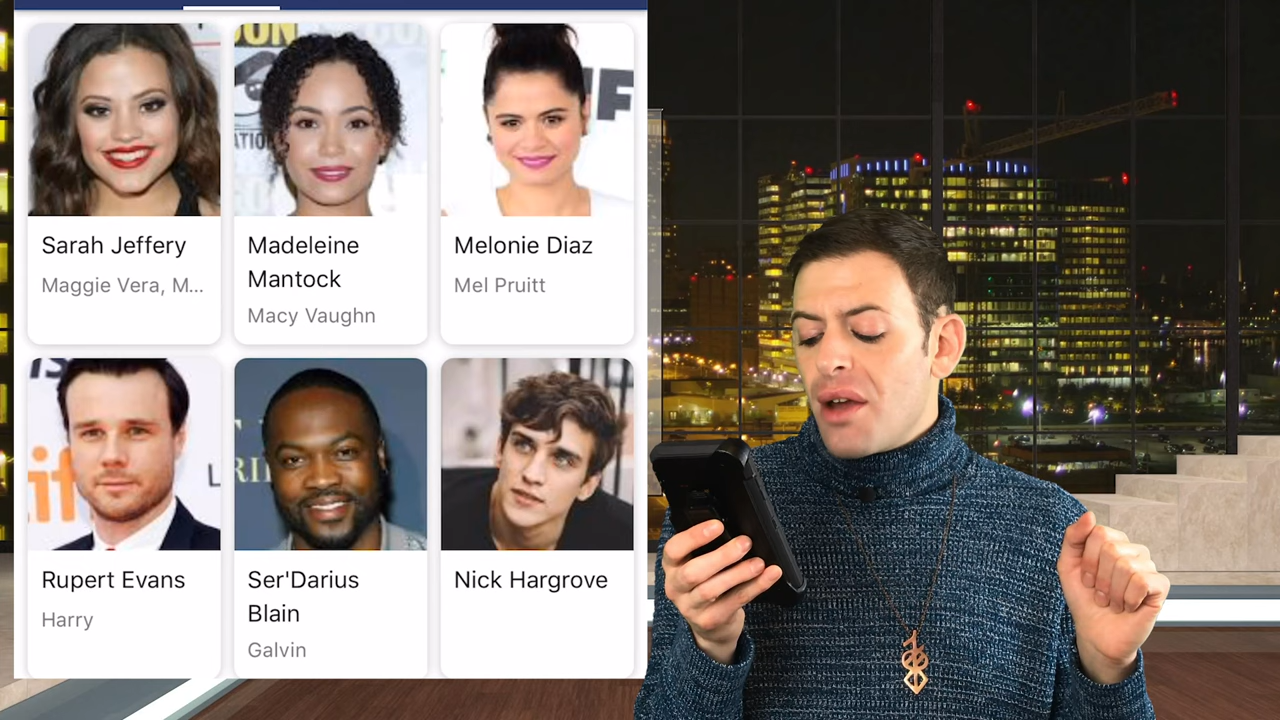 Sarah Jeffery
Maggie Vera, M...
Madeleine
Mantock
Macy Vaughn
Melonie Diaz
Mel Pruitt
Rupert Evans
Harry
Ser'Darius
Blain
Galvin
Nick Hargrove